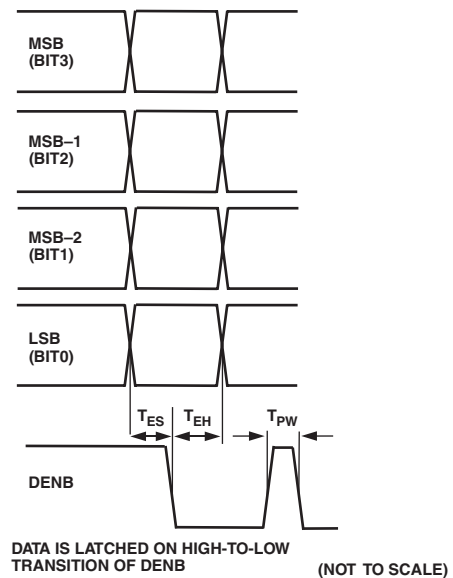 MSB
(BIT3)
MSB–1
(BIT2)
MSB–2
(BIT1)
LSB
(BIT0)
TES TEH TPW
DENB
DATA IS LATCHED ON HIGH-TO-LOW
TRANSITION OF DENB
(NOT TO SCALE)